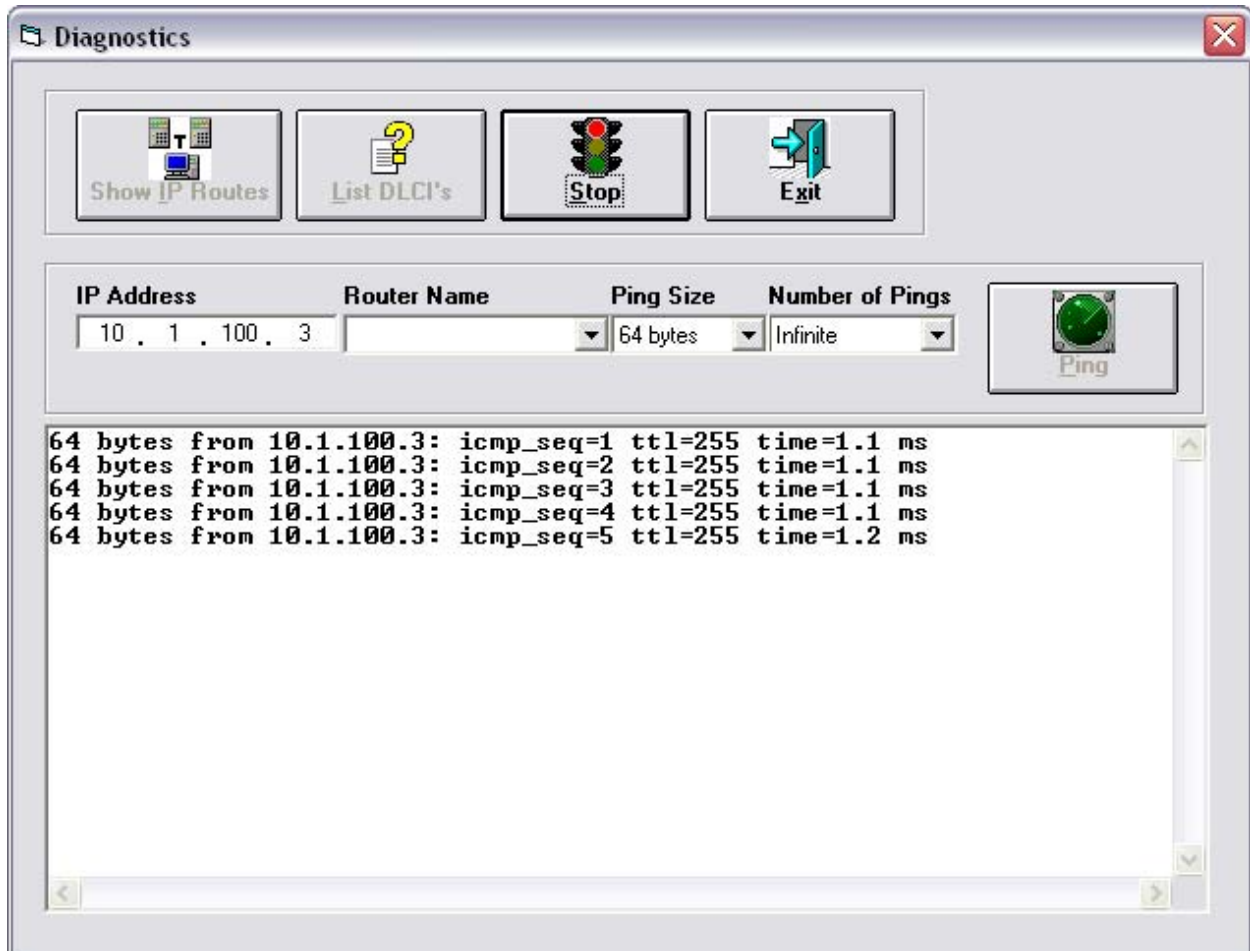 Diagnostics
Show IP Routes
List DLCI's
Stop
Exit
IP Address
Router Name
Ping Size
Number of Pings
10 . 1 . 100 . 3
64 bytes
Infinite
Ping
64 bytes from 10.1.100.3: icmp_seq=1 ttl=255 time=1.1 ms
64 bytes from 10.1.100.3: icmp_seq=2 ttl=255 time=1.1 ms
64 bytes from 10.1.100.3: icmp_seq=3 ttl=255 time=1.1 ms
64 bytes from 10.1.100.3: icmp_seq=4 ttl=255 time=1.1 ms
64 bytes from 10.1.100.3: icmp_seq=5 ttl=255 time=1.2 ms